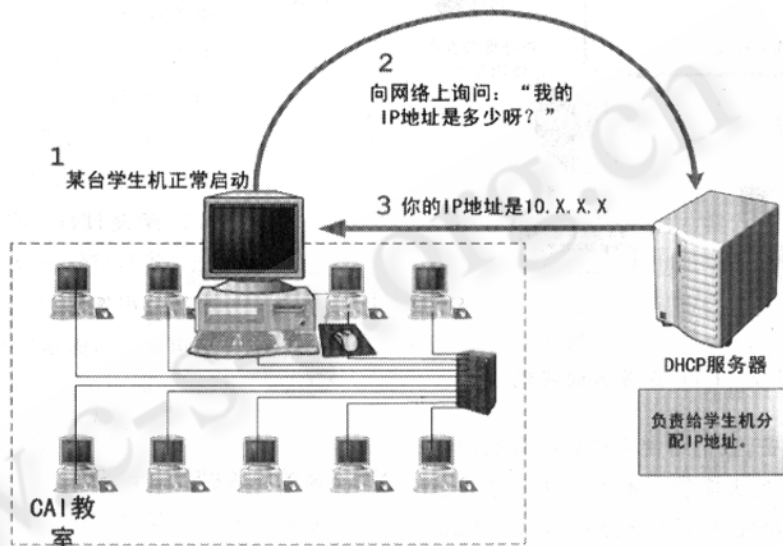 1
某台学生机正常启动
2
向网络上询问:“我的
IP地址是多少呀?”
3 你的IP地址是10.X.X.X
DHCP服务器
负责给学生机分
配IP地址。
CAI教
室